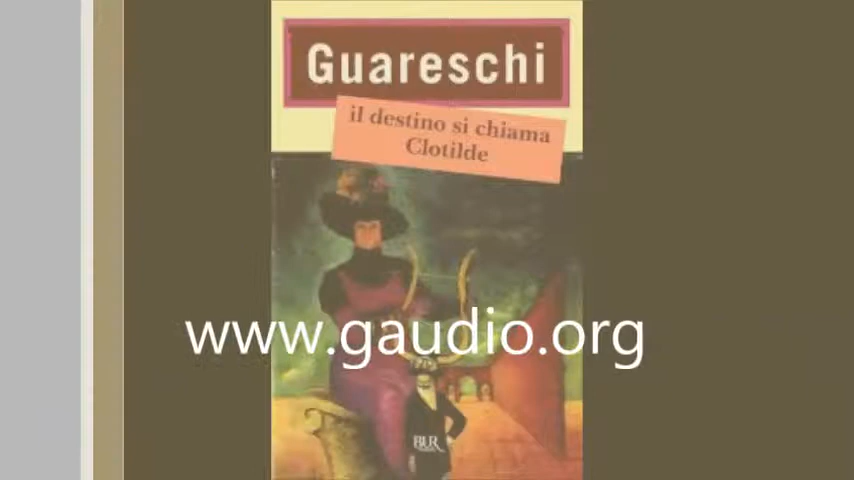 Guareschi
il destino si chiama
Clotilde
www.gaudio.org
BUR